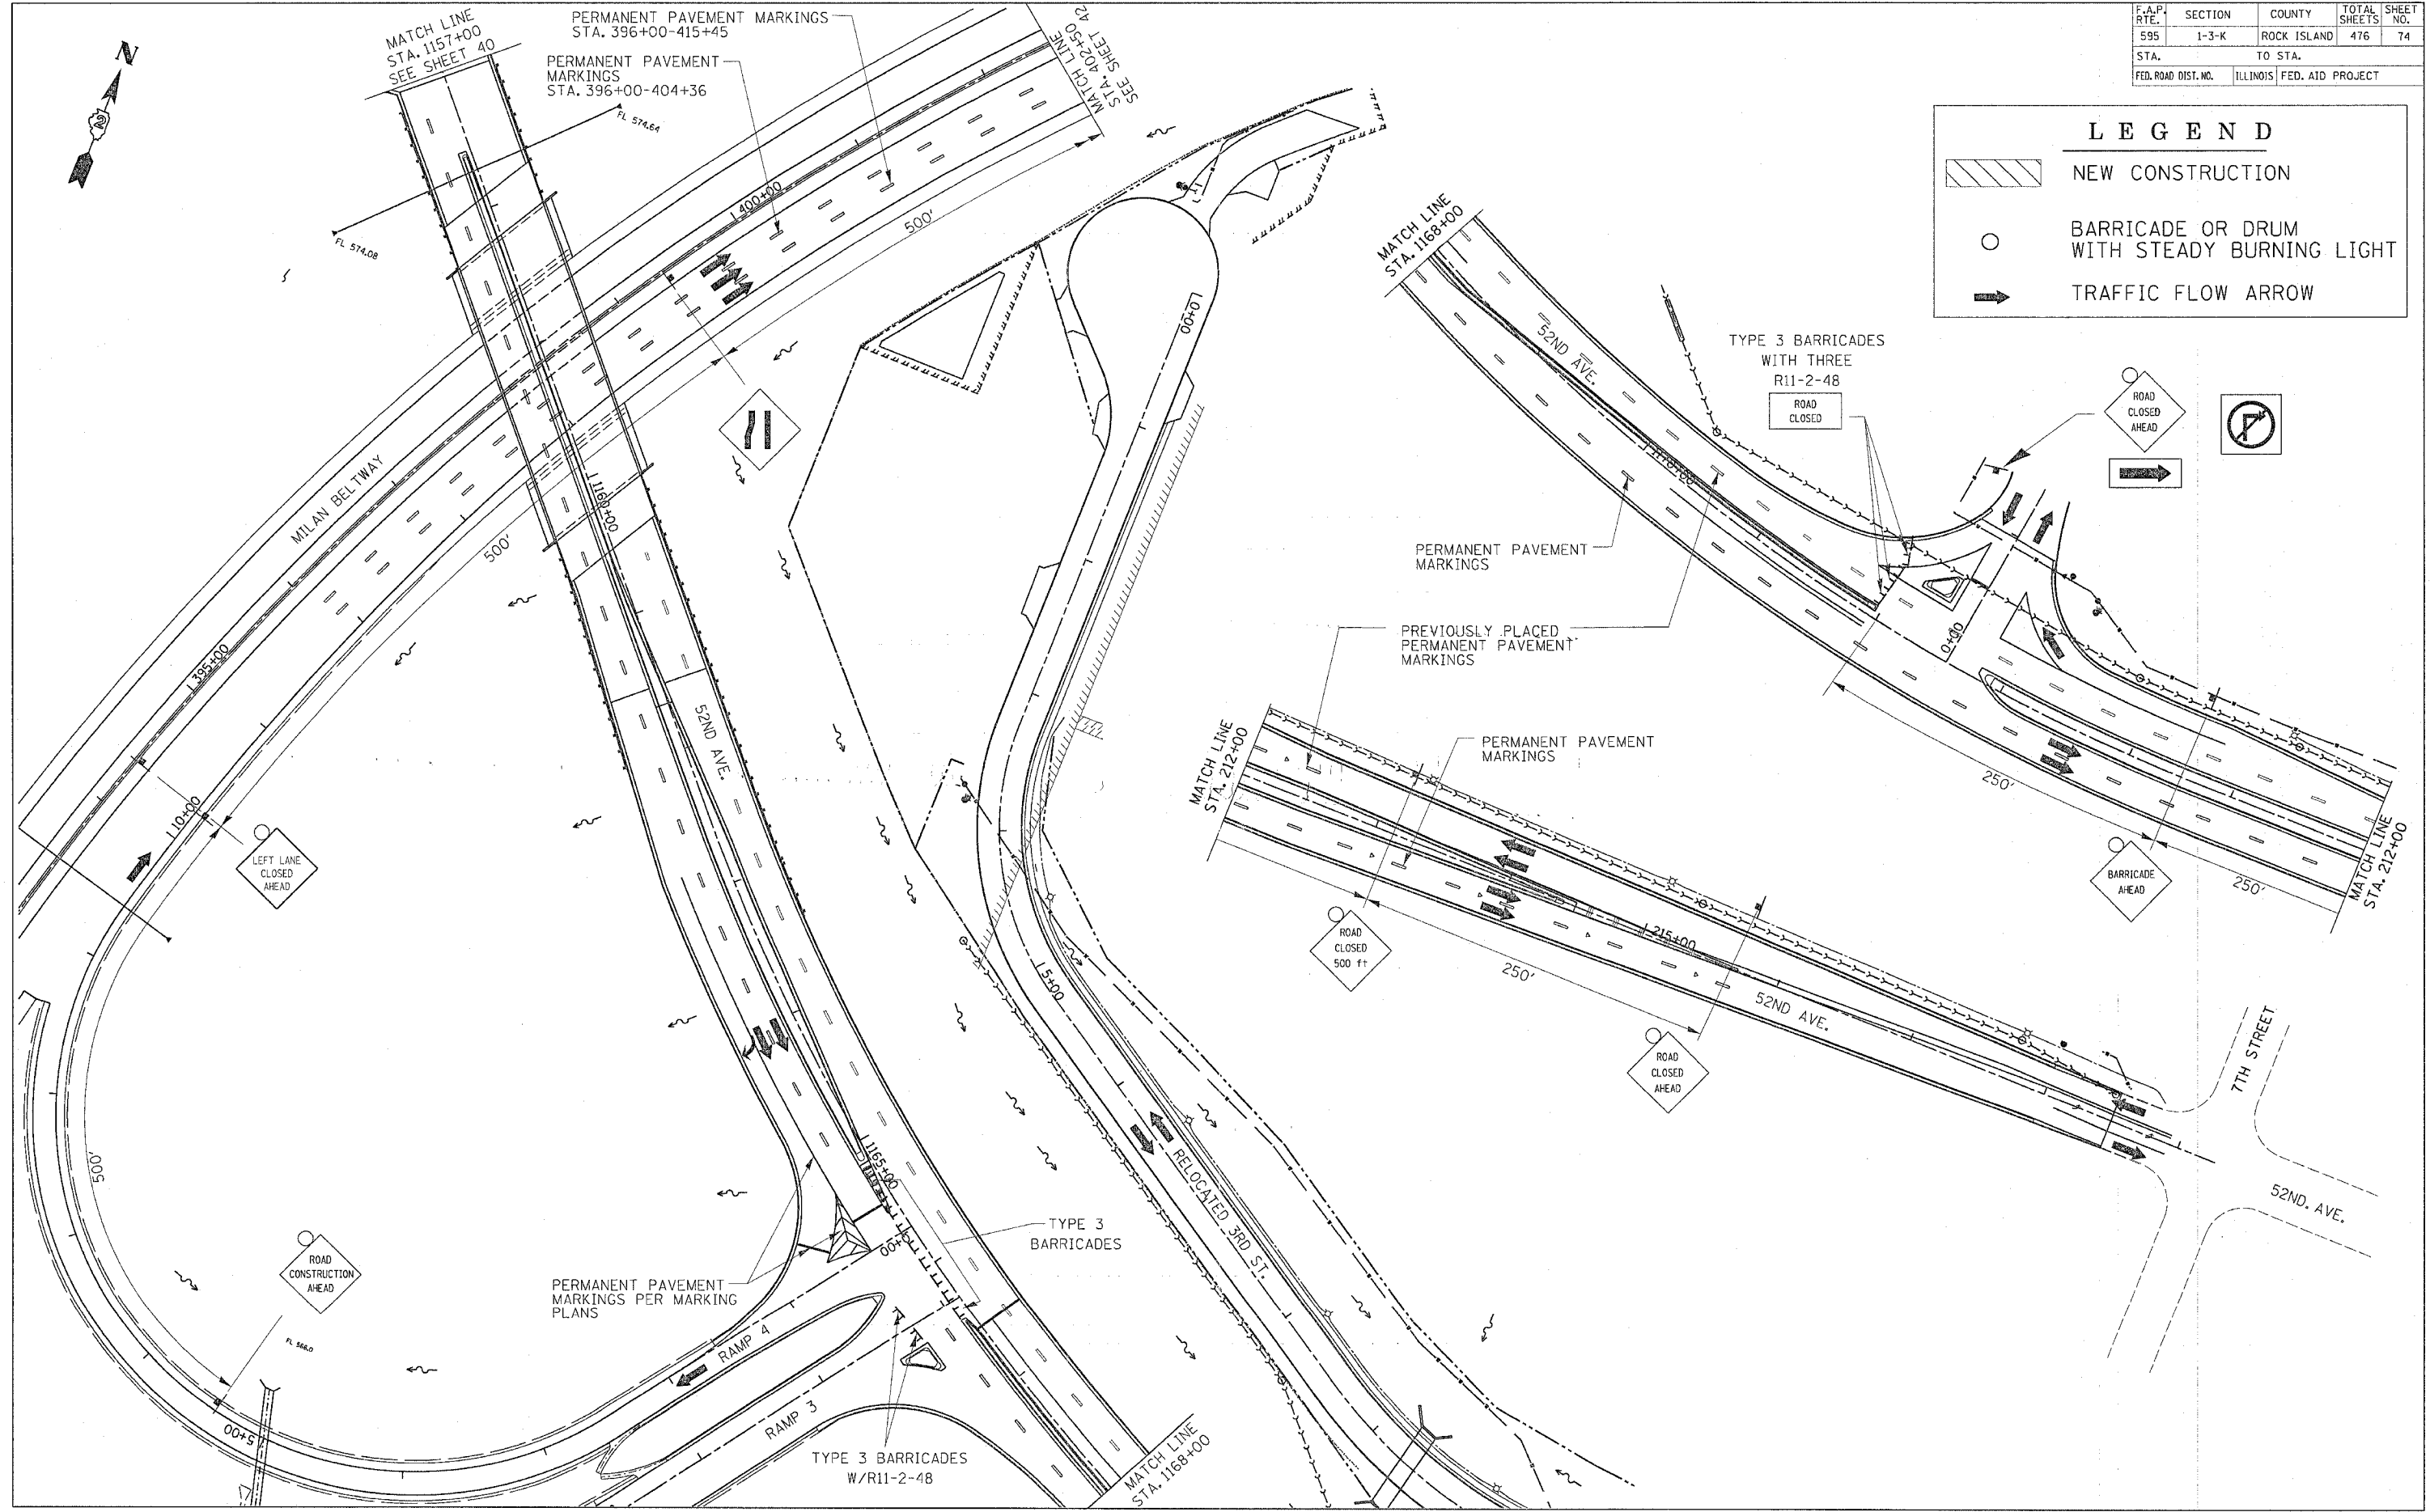 F.A.P. RTE. SECTION COUNTY TOTAL SHEETS SHEET NO.
595 1-3-K ROCK ISLAND 476 74
STA. TO STA.
FED. ROAD DIST. NO. ILLINOIS FED. AID PROJECT
LEGEND
NEW CONSTRUCTION
BARRICADE OR DRUM
WITH STEADY BURNING LIGHT
TRAFFIC FLOW ARROW
N
2
MATCH LINE
STA. 1157+00
SEE SHEET 40
PERMANENT PAVEMENT MARKINGS
STA. 396+00-415+45
PERMANENT PAVEMENT
MARKINGS
STA. 396+00-404+36
MATCH LINE
STA. 402+50
SEE SHEET 42
FL 574.64
FL 574.08
400+00
500'
MILAN BELTWAY
500'
1160+00
395+00
52ND AVE.
10+00
LEFT LANE
CLOSED
AHEAD
500'
ROAD
CONSTRUCTION
AHEAD
FL 566.0
5+00
0+00
5+00
RELOCATED 3RD ST.
1165+00
0+00
TYPE 3
BARRICADES
PERMANENT PAVEMENT
MARKINGS PER MARKING
PLANS
RAMP 4
RAMP 3
TYPE 3 BARRICADES
W/R11-2-48
MATCH LINE
STA. 1168+00
MATCH LINE
STA. 1168+00
52ND AVE.
1170+00
TYPE 3 BARRICADES
WITH THREE
R11-2-48
ROAD
CLOSED
ROAD
CLOSED
AHEAD
PERMANENT PAVEMENT
MARKINGS
PREVIOUSLY PLACED
PERMANENT PAVEMENT
MARKINGS
0+00
250'
BARRICADE
AHEAD
250'
MATCH LINE
STA. 212+00
MATCH LINE
STA. 212+00
PERMANENT PAVEMENT
MARKINGS
ROAD
CLOSED
500 ft
250'
215+00
52ND AVE.
ROAD
CLOSED
AHEAD
7TH STREET
52ND. AVE.